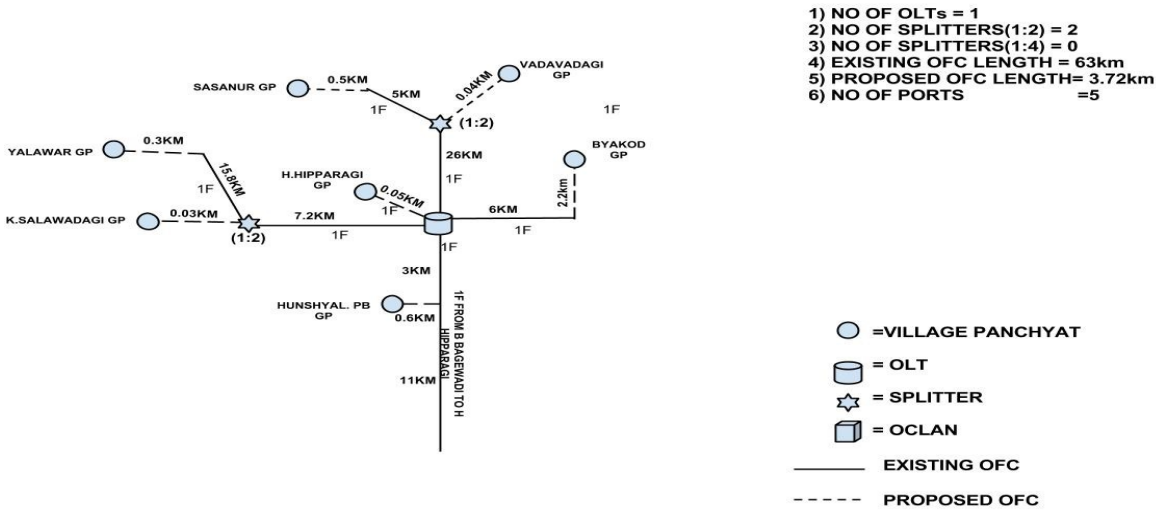 1) NO OF OLTs = 1
2) NO OF SPLITTERS(1:2) = 2
3) NO OF SPLITTERS(1:4) = 0
4) EXISTING OFC LENGTH = 63km
5) PROPOSED OFC LENGTH= 3.72km
6) NO OF PORTS =5
VADAVADAGI
GP
SASANUR GP
0.5KM
5KM
0.04KM
1F
1F
(1:2)
0.3KM
YALAWAR GP
26KM
BYAKOD
GP
15.8KM
H.HIPPARAGI
GP
1F
1F
0.05KM
2.2km
K.SALAWADAGI GP
0.03KM
7.2KM
1F
6KM
(1:2)
1F
1F
1F
3KM
HUNSHYAL. PB
GP
0.6KM
1F FROM B BAGEWADI TO H
HIPPARAGI
11KM
=VILLAGE PANCHYAT
= OLT
= SPLITTER
= OCLAN
EXISTING OFC
PROPOSED OFC